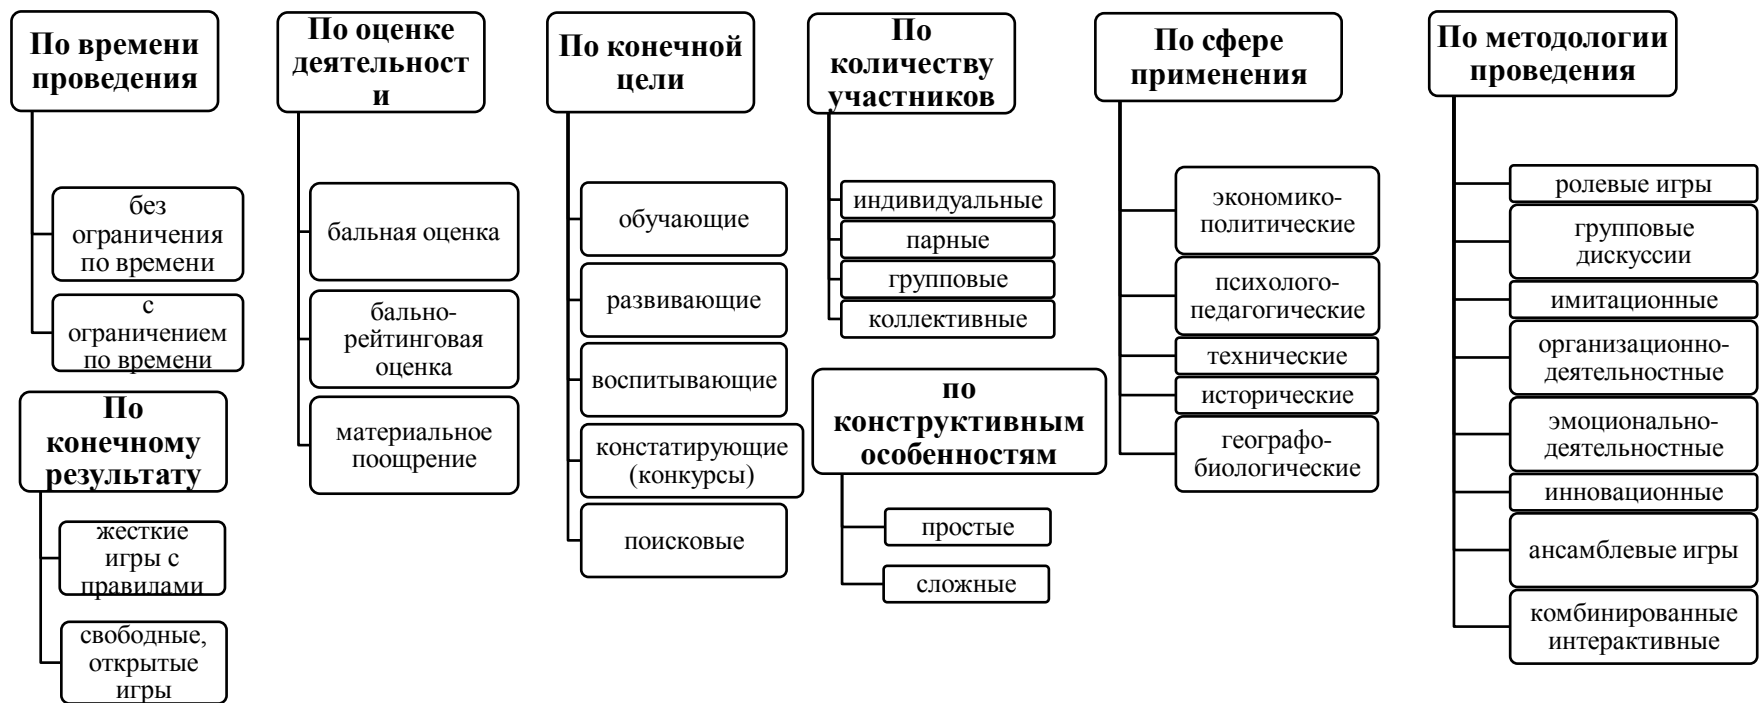 По времени
проведения
без
ограничения
по времени
с
ограничением
по времени
По
конечному
результату
жесткие
игры с
правилами
свободные,
открытые
игры
По оценке
деятельност
и
бальная оценка
бально-
рейтинговая
оценка
материальное
поощрение
По конечной
цели
обучающие
развивающие
воспитывающие
констатирующие
(конкурсы)
поисковые
По
количеству
участников
индивидуальные
парные
групповые
коллективные
по
конструктивным
особенностям
простые
сложные
По сфере
применения
экономико-
политические
психолого-
педагогические
технические
исторические
географо-
биологические
По методологии
проведения
ролевые игры
групповые
дискуссии
имитационные
организационно-
деятельностные
эмоционально-
деятельностные
инновационные
ансамблевые игры
комбинированные
интерактивные